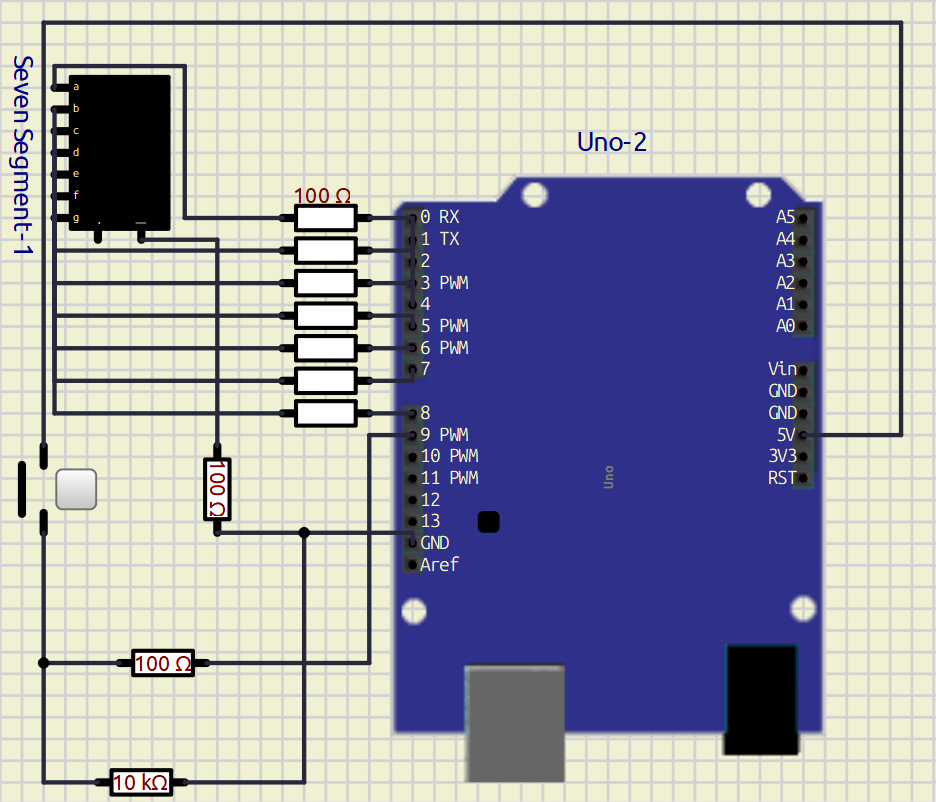 Seven Segment-1
a
b
c
d
e
f
g
.
_
100 Ω
Uno-2
0 RX
1 TX
2
3 PWM
4
5 PWM
6 PWM
7
8
9 PWM
10 PWM
11 PWM
12
13
GND
Aref
Uno
A5
A4
A3
A2
A1
A0
Vin
GND
GND
5V
3V3
RST
100 Ω
100 Ω
10 kΩ